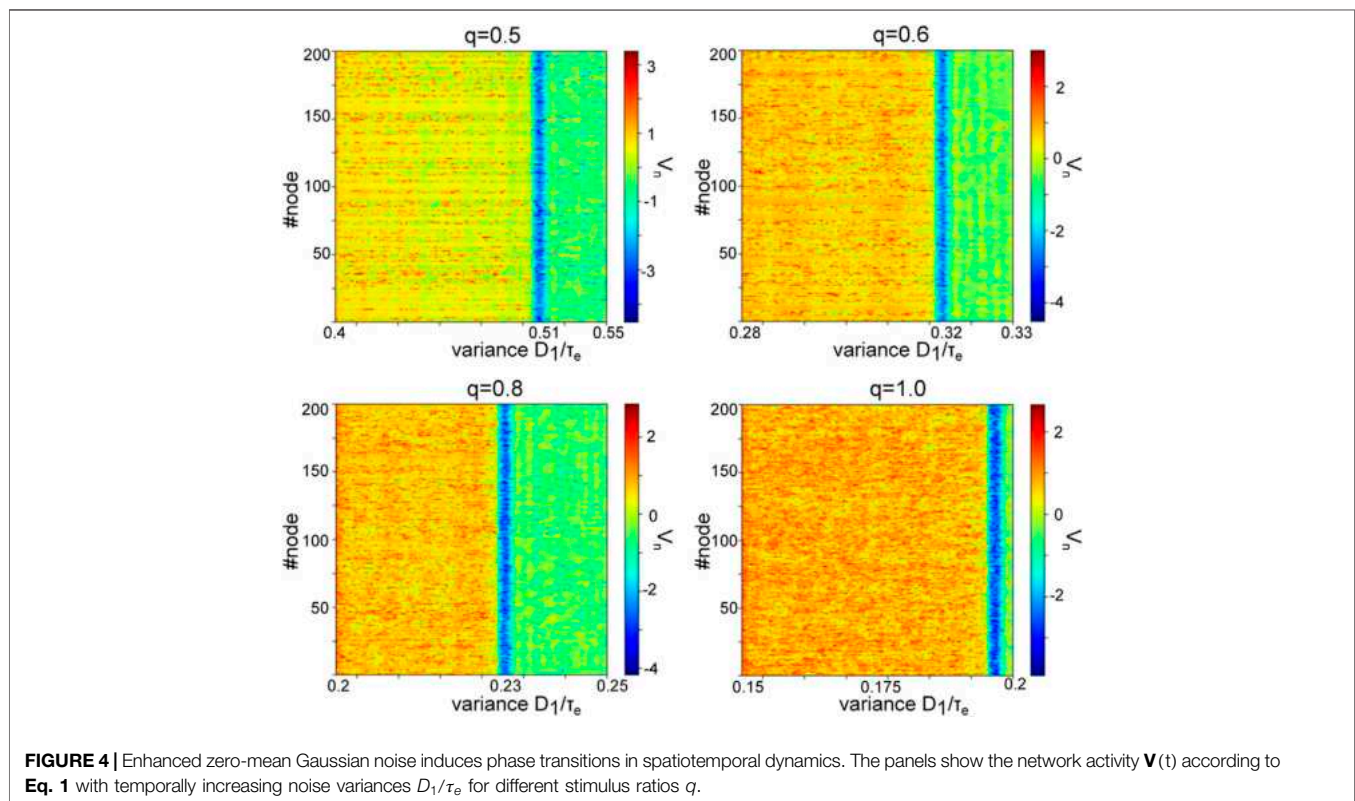 q=0.5
200
150
100
50
#node
0.4
0.51
0.55
variance D1/τe
3
1
-1
-3
Vn
q=0.6
200
150
100
50
#node
0.28
0.32
0.33
variance D1/τe
2
0
-2
-4
Vn
q=0.8
200
150
100
50
#node
0.2
0.23
0.25
variance D1/τe
2
0
-2
-4
Vn
q=1.0
200
150
100
50
#node
0.15
0.175
0.2
variance D1/τe
2
0
-2
Vn
FIGURE 4 | Enhanced zero-mean Gaussian noise induces phase transitions in spatiotemporal dynamics. The panels show the network activity V(t) according to
Eq. 1 with temporally increasing noise variances D1/τe for different stimulus ratios q.